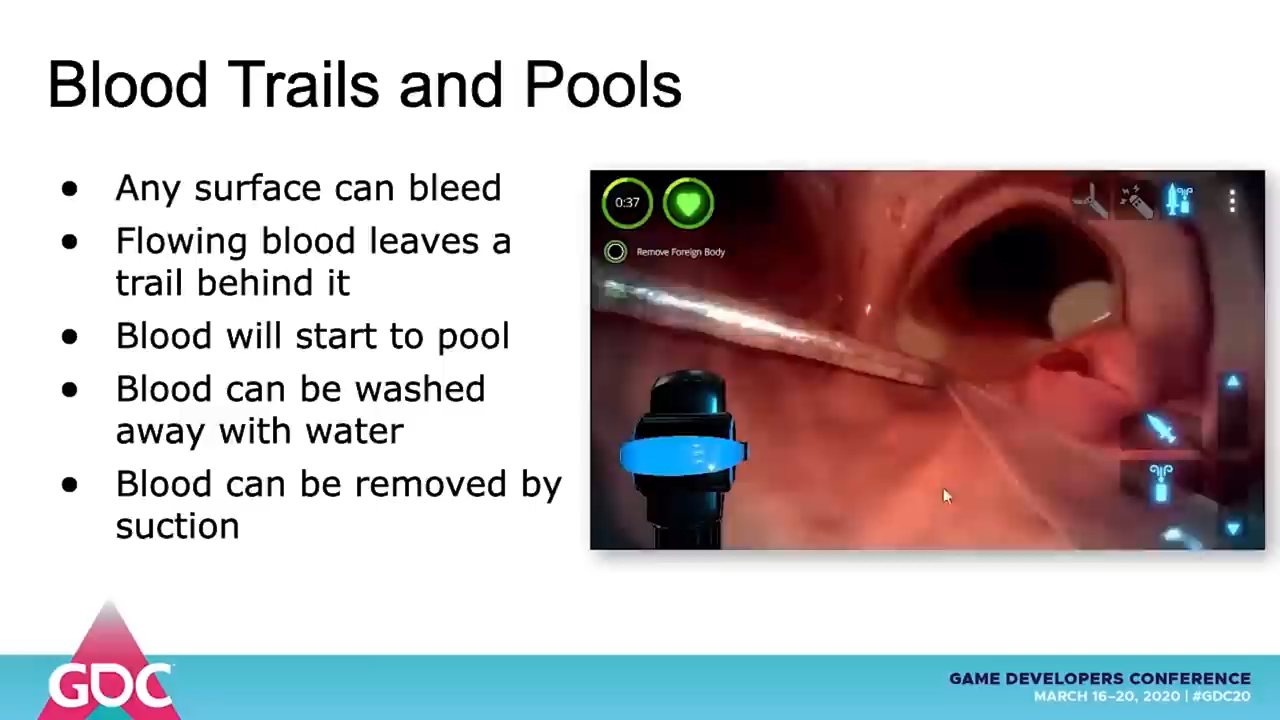 Blood Trails and Pools
● Any surface can bleed
● Flowing blood leaves a
trail behind it
● Blood will start to pool
● Blood can be washed
away with water
● Blood can be removed by
suction
0:37
Remove Foreign Body
GDC
GAME DEVELOPERS CONFERENCE
MARCH 16–20, 2020 | #GDC20